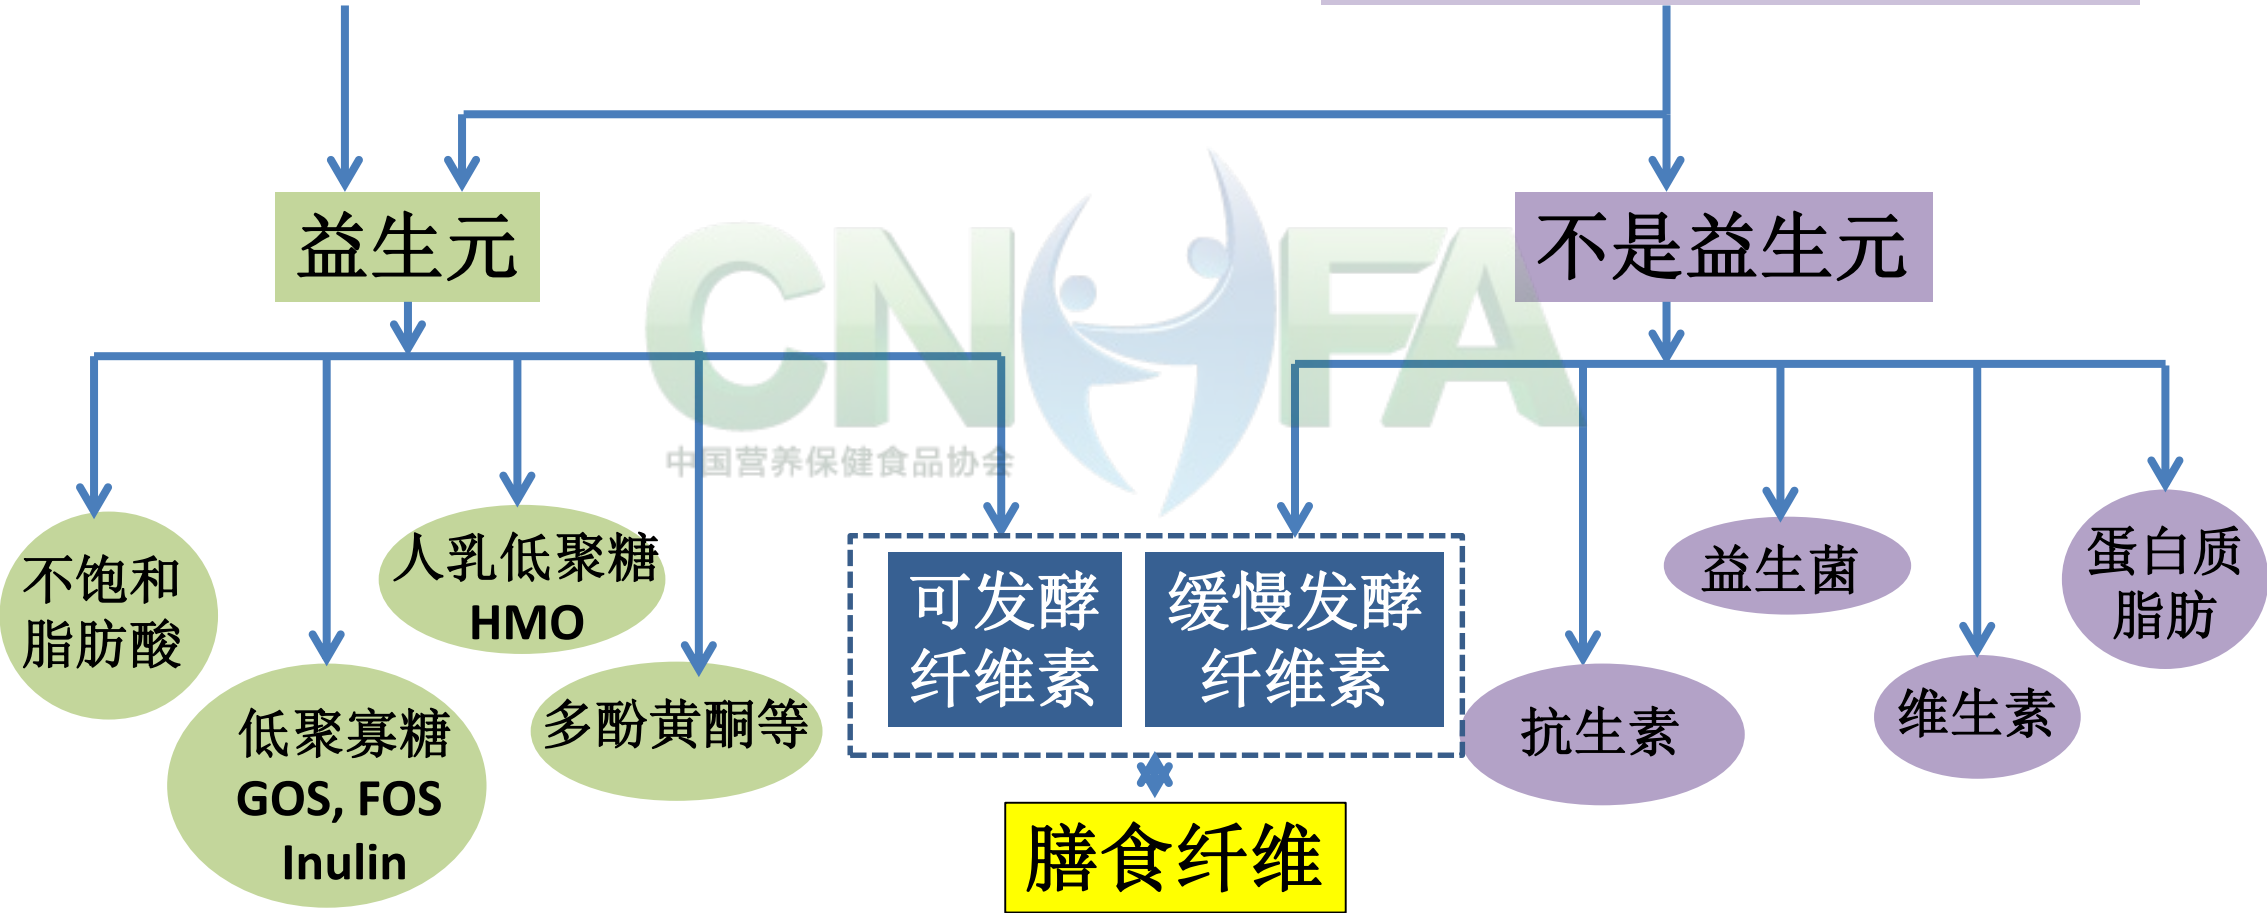 益生元
不是益生元
CNHFA
中国营养保健食品协会
不饱和
脂肪酸
低聚寡糖
GOS, FOS
Inulin
人乳低聚糖
HMO
多酚黄酮等
可发酵
纤维素
缓慢发酵
纤维素
抗生素
益生菌
维生素
蛋白质
脂肪
膳食纤维